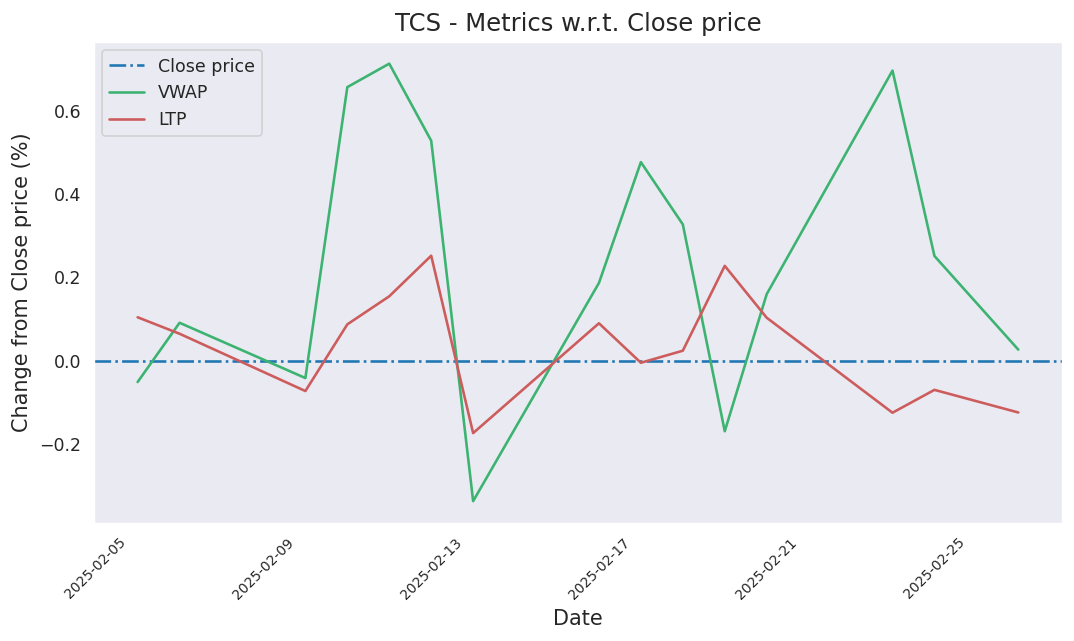 TCS - Metrics w.r.t. Close price
Close price
VWAP
LTP
Change from Close price (%)
0.6
0.4
0.2
0.0
−0.2
2025-02-05
2025-02-09
2025-02-13
2025-02-17
2025-02-21
2025-02-25
Date